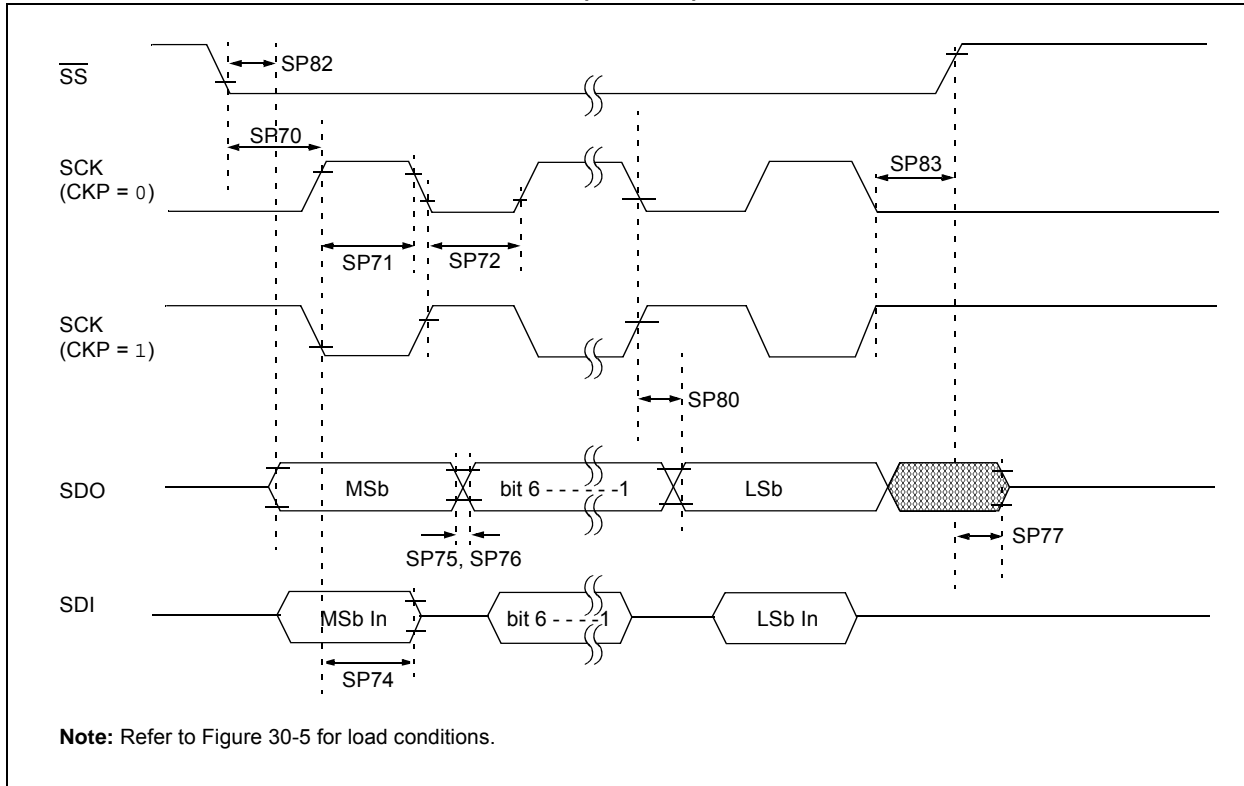 SS
SP82
SP70
SCK
(CKP = 0)
SP83
SP71
SP72
SCK
(CKP = 1)
SP80
SDO
MSb
bit 6 - - - - - -1
LSb
SP75, SP76
SP77
SDI
MSb In
bit 6 - - - -1
LSb In
SP74
Note: Refer to Figure 30-5 for load conditions.